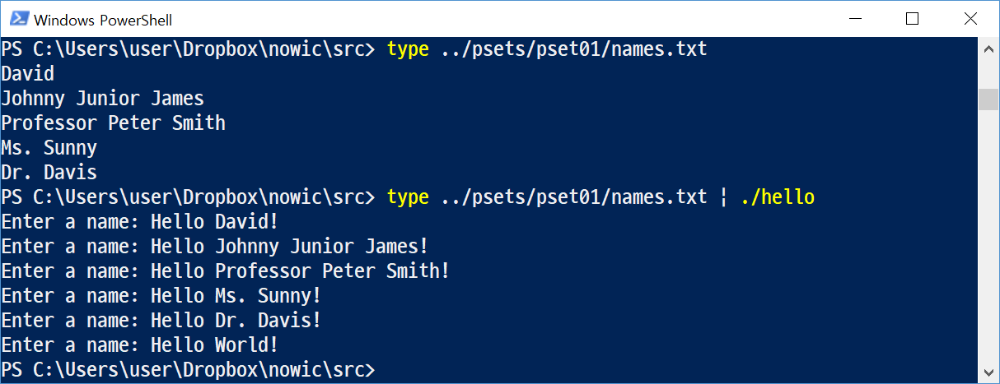 Windows PowerShell
PS C:\Users\user\Dropbox\nowic\src> type ../psets/pset01/names.txt
David
Johnny Junior James
Professor Peter Smith
Ms. Sunny
Dr. Davis
PS C:\Users\user\Dropbox\nowic\src> type ../psets/pset01/names.txt | ./hello
Enter a name: Hello David!
Enter a name: Hello Johnny Junior James!
Enter a name: Hello Professor Peter Smith!
Enter a name: Hello Ms. Sunny!
Enter a name: Hello Dr. Davis!
Enter a name: Hello World!
PS C:\Users\user\Dropbox\nowic\src>